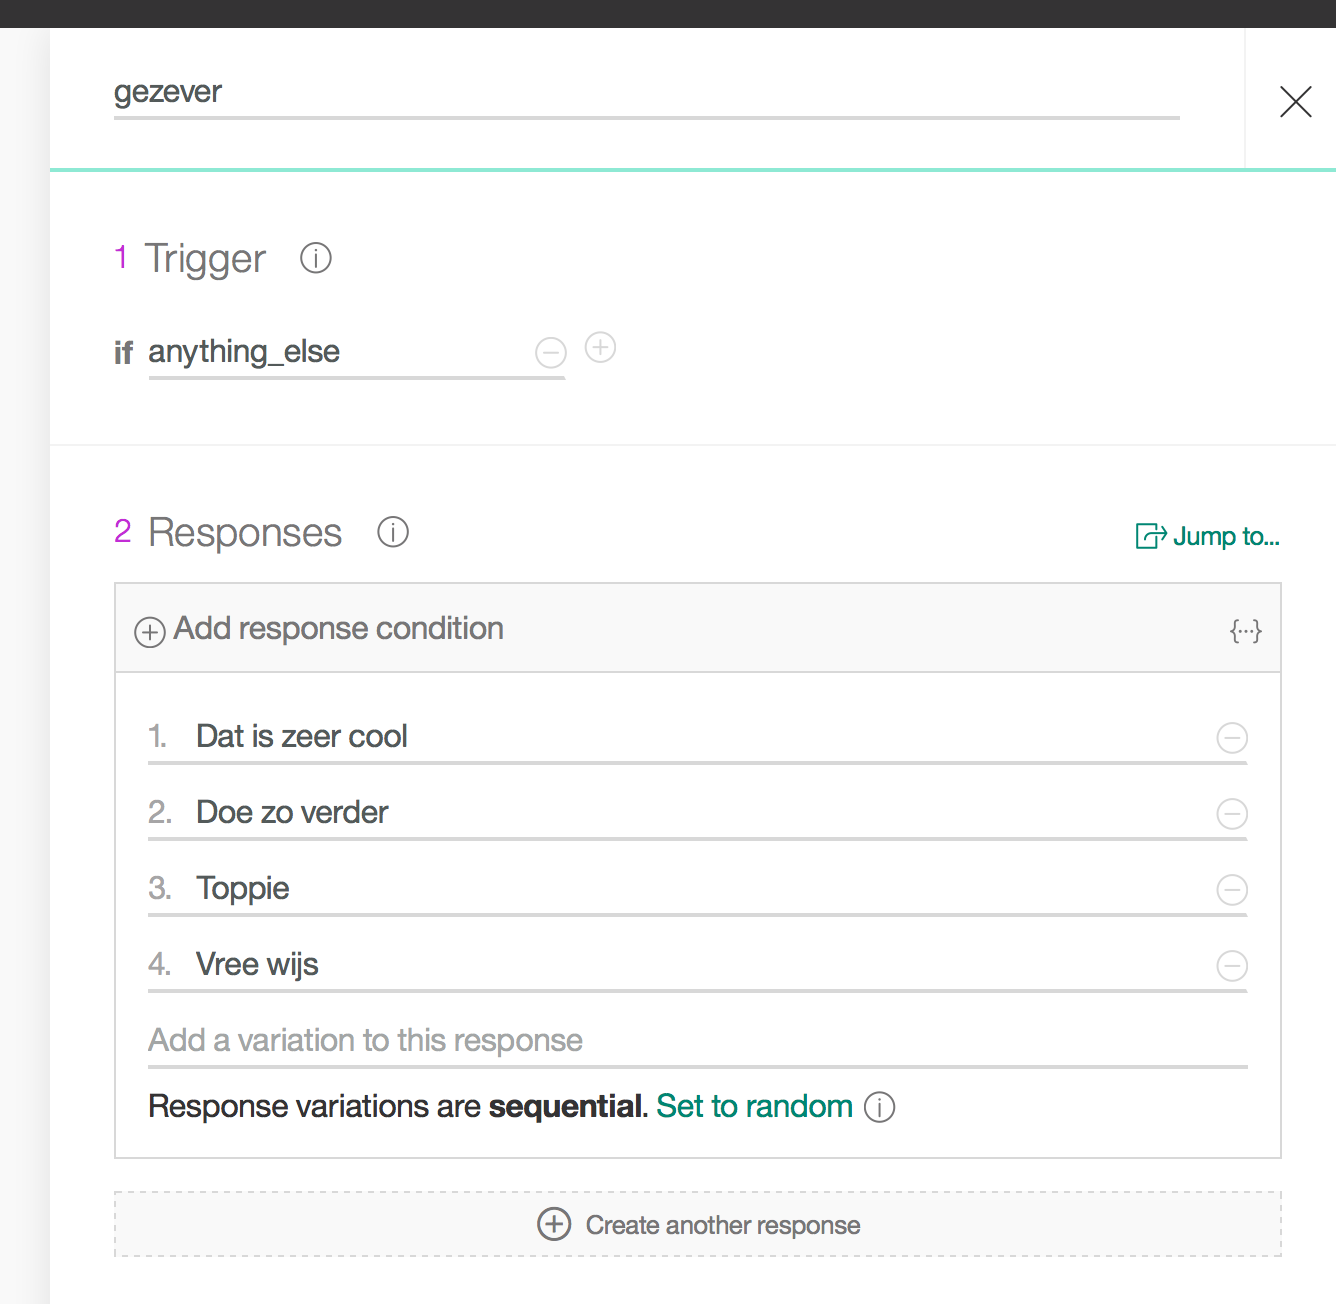 gezever
1 Trigger
if anything_else
2 Responses
Jump to...
Add response condition
{...}
1. Dat is zeer cool
2. Doe zo verder
3. Toppie
4. Vree wijs
Add a variation to this response
Response variations are sequential. Set to random
Create another response